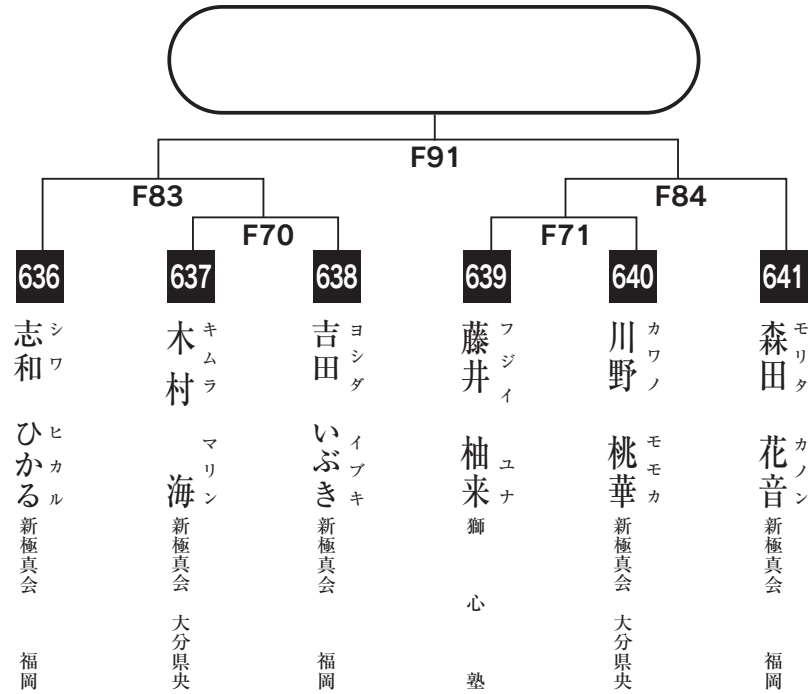 F91
F83
F84
F70
F71
636
637
638
639
640
641
志和 ひかる
シワ ヒカル
新極真会 福岡
木村 海
キムラ マリン
新極真会 大分県央
吉田 いぶき
ヨシダ イブキ
新極真会 福岡
藤井 柚来
フジイ ユナ
獅心塾
川野 桃華
カワノ モモカ
新極真会 大分県央
森田 花音
モリタ カノン
新極真会 福岡